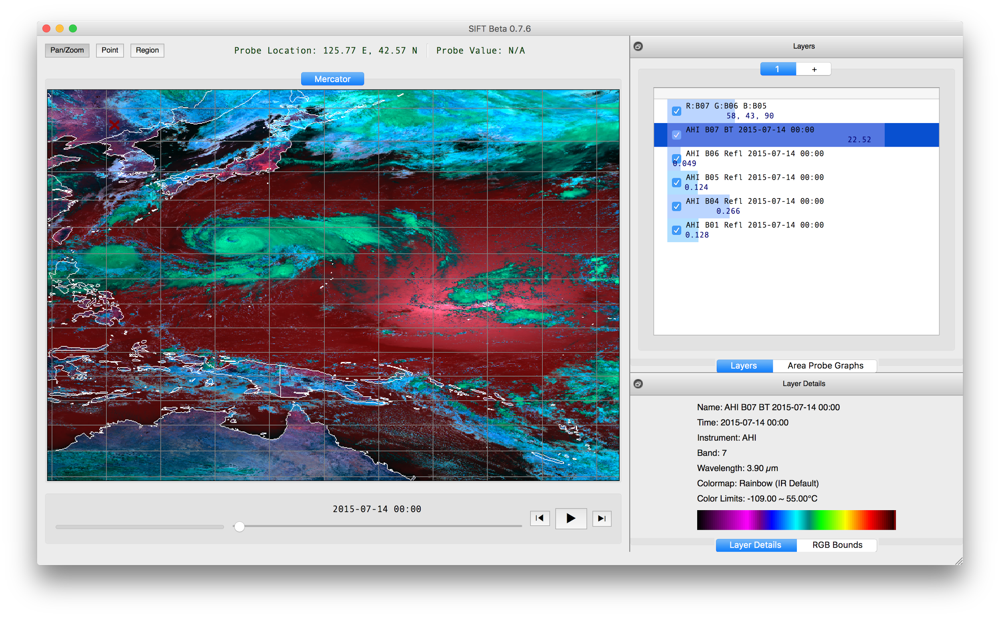 SIFT Beta 0.7.6
Pan/Zoom Point Region Probe Location: 125.77 E, 42.57 N Probe Value: N/A
Mercator
2015-07-14 00:00
Layers
1 +
R:B07 G:B06 B:B05
58, 43, 90
AHI B07 BT 2015-07-14 00:00
22.52
AHI B06 Refl 2015-07-14 00:00
0.049
AHI B05 Refl 2015-07-14 00:00
0.124
AHI B04 Refl 2015-07-14 00:00
0.266
AHI B01 Refl 2015-07-14 00:00
0.128
Layers Area Probe Graphs
Layer Details
Name: AHI B07 BT 2015-07-14 00:00
Time: 2015-07-14 00:00
Instrument: AHI
Band: 7
Wavelength: 3.90 µm
Colormap: Rainbow (IR Default)
Color Limits: -109.00 ~ 55.00°C
Layer Details RGB Bounds